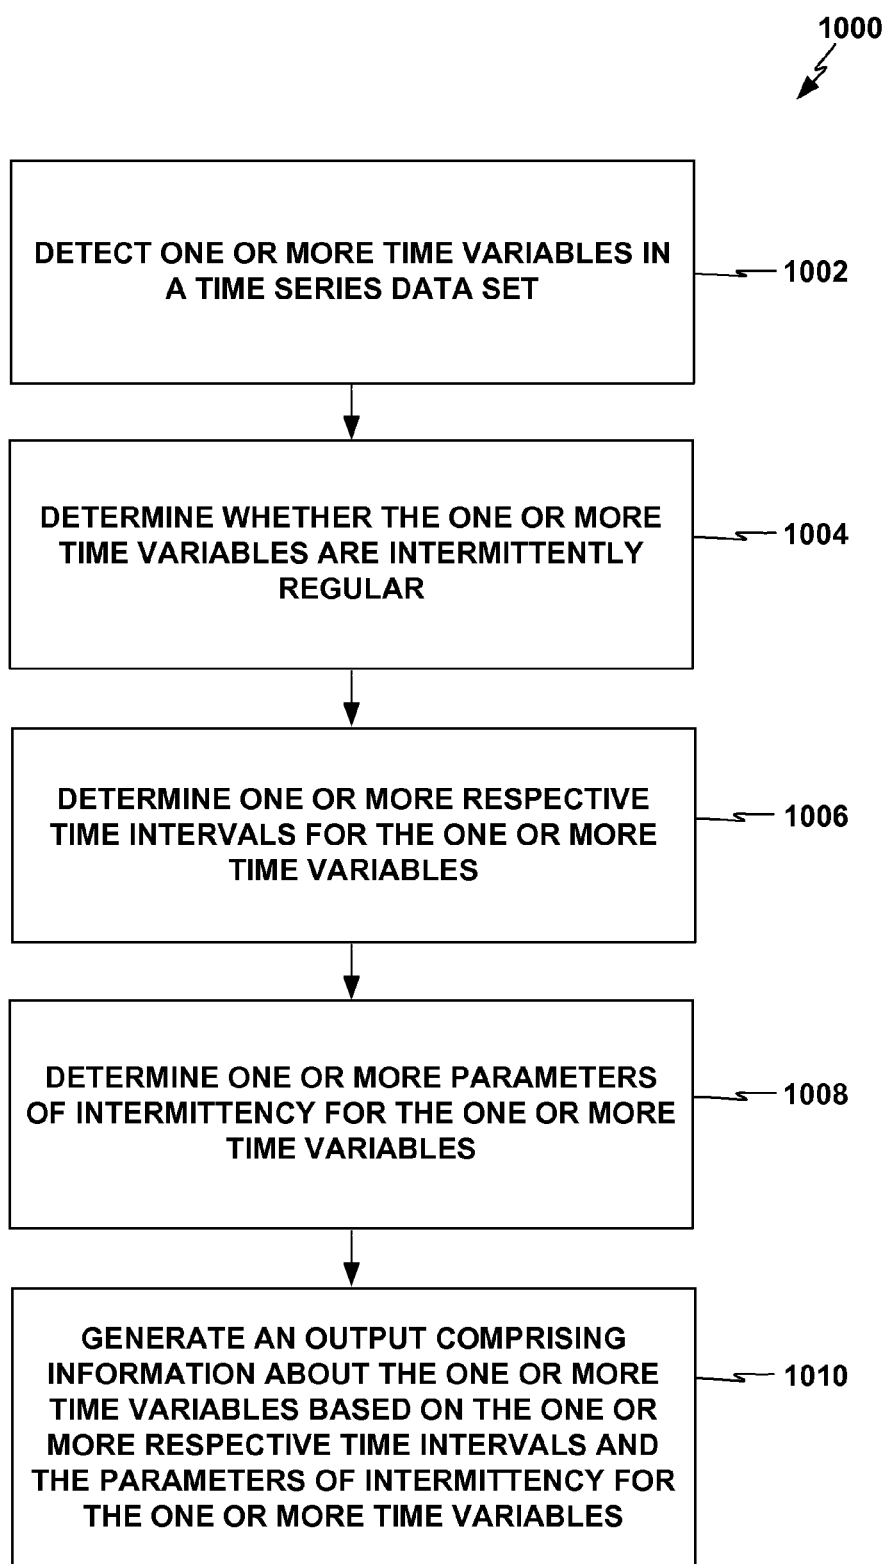 1000
DETECT ONE OR MORE TIME VARIABLES IN
A TIME SERIES DATA SET
1002
DETERMINE WHETHER THE ONE OR MORE
TIME VARIABLES ARE INTERMITTENTLY
REGULAR
1004
DETERMINE ONE OR MORE RESPECTIVE
TIME INTERVALS FOR THE ONE OR MORE
TIME VARIABLES
1006
DETERMINE ONE OR MORE PARAMETERS
OF INTERMITTENCY FOR THE ONE OR MORE
TIME VARIABLES
1008
GENERATE AN OUTPUT COMPRISING
INFORMATION ABOUT THE ONE OR MORE
TIME VARIABLES BASED ON THE ONE OR
MORE RESPECTIVE TIME INTERVALS AND
THE PARAMETERS OF INTERMITTENCY FOR
THE ONE OR MORE TIME VARIABLES
1010